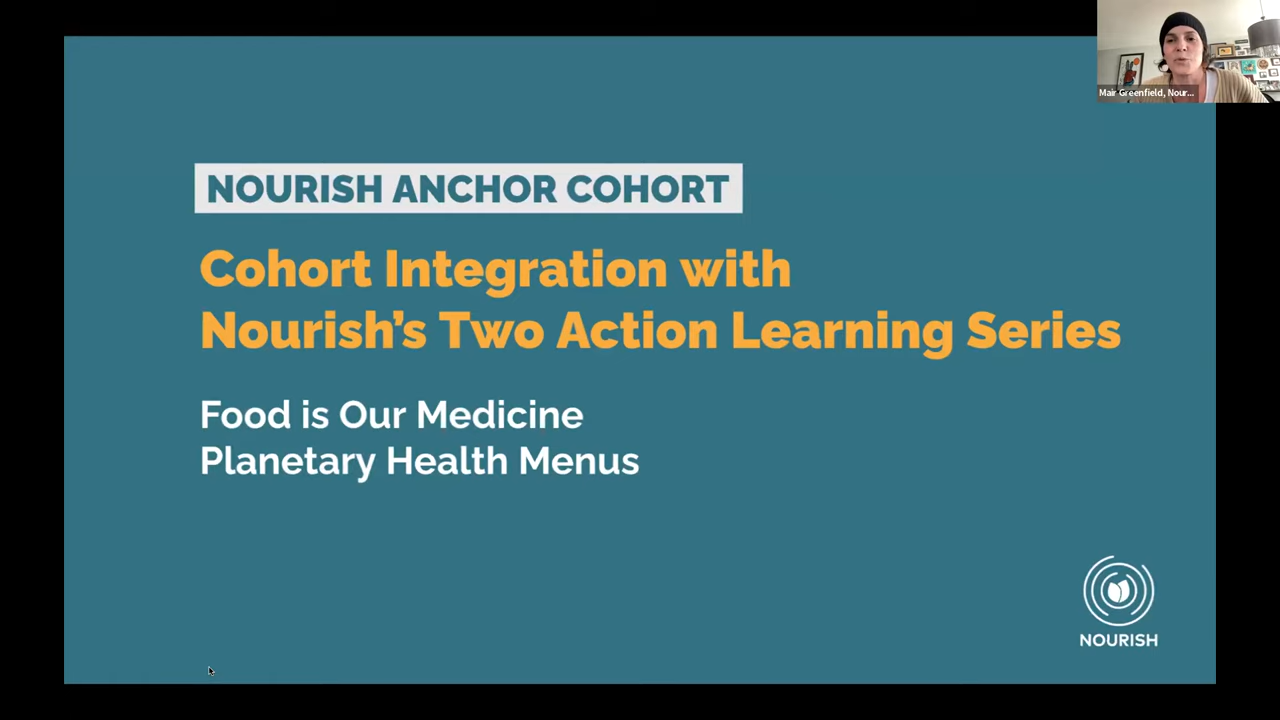 Mair Greenfield, Nour...
NOURISH ANCHOR COHORT
Cohort Integration with
Nourish's Two Action Learning Series
Food is Our Medicine
Planetary Health Menus
NOURISH